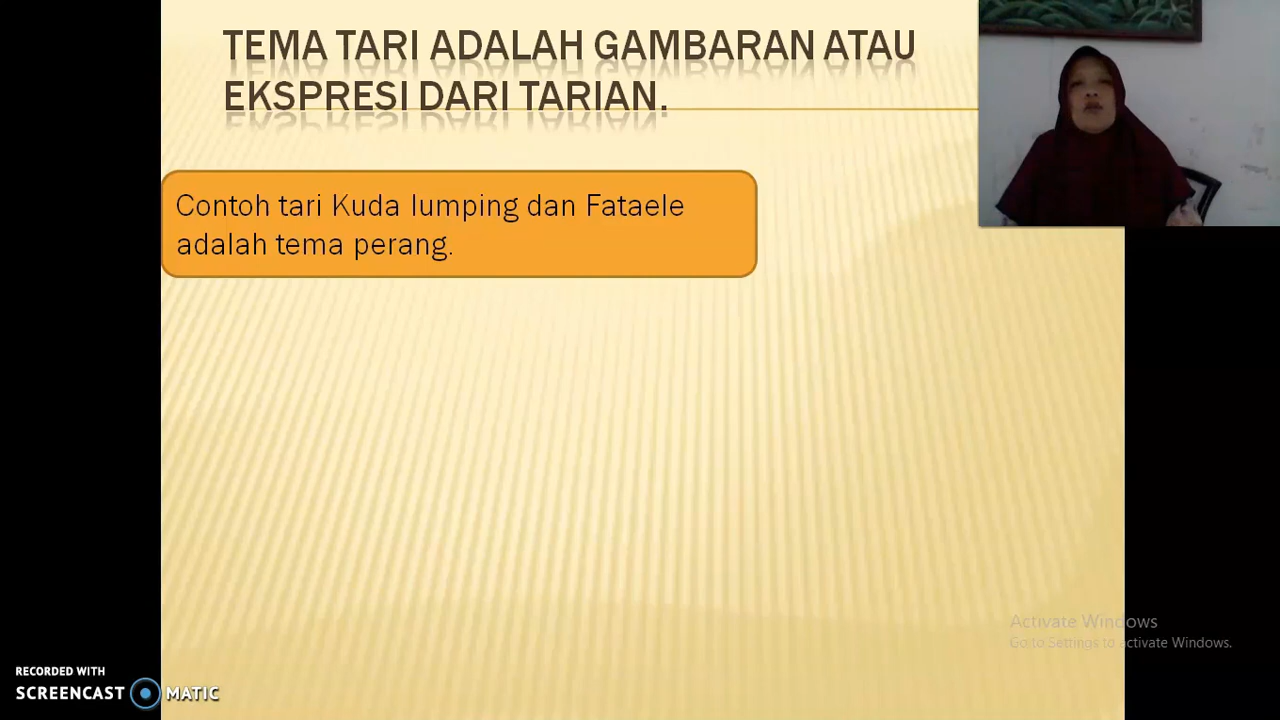 TEMA TARI ADALAH GAMBARAN ATAU
EKSPRESI DARI TARIAN.
Contoh tari Kuda lumping dan Fataele
adalah tema perang.
Activate Windows
Go to Settings to activate Windows.
RECORDED WITH
SCREENCAST MATIC